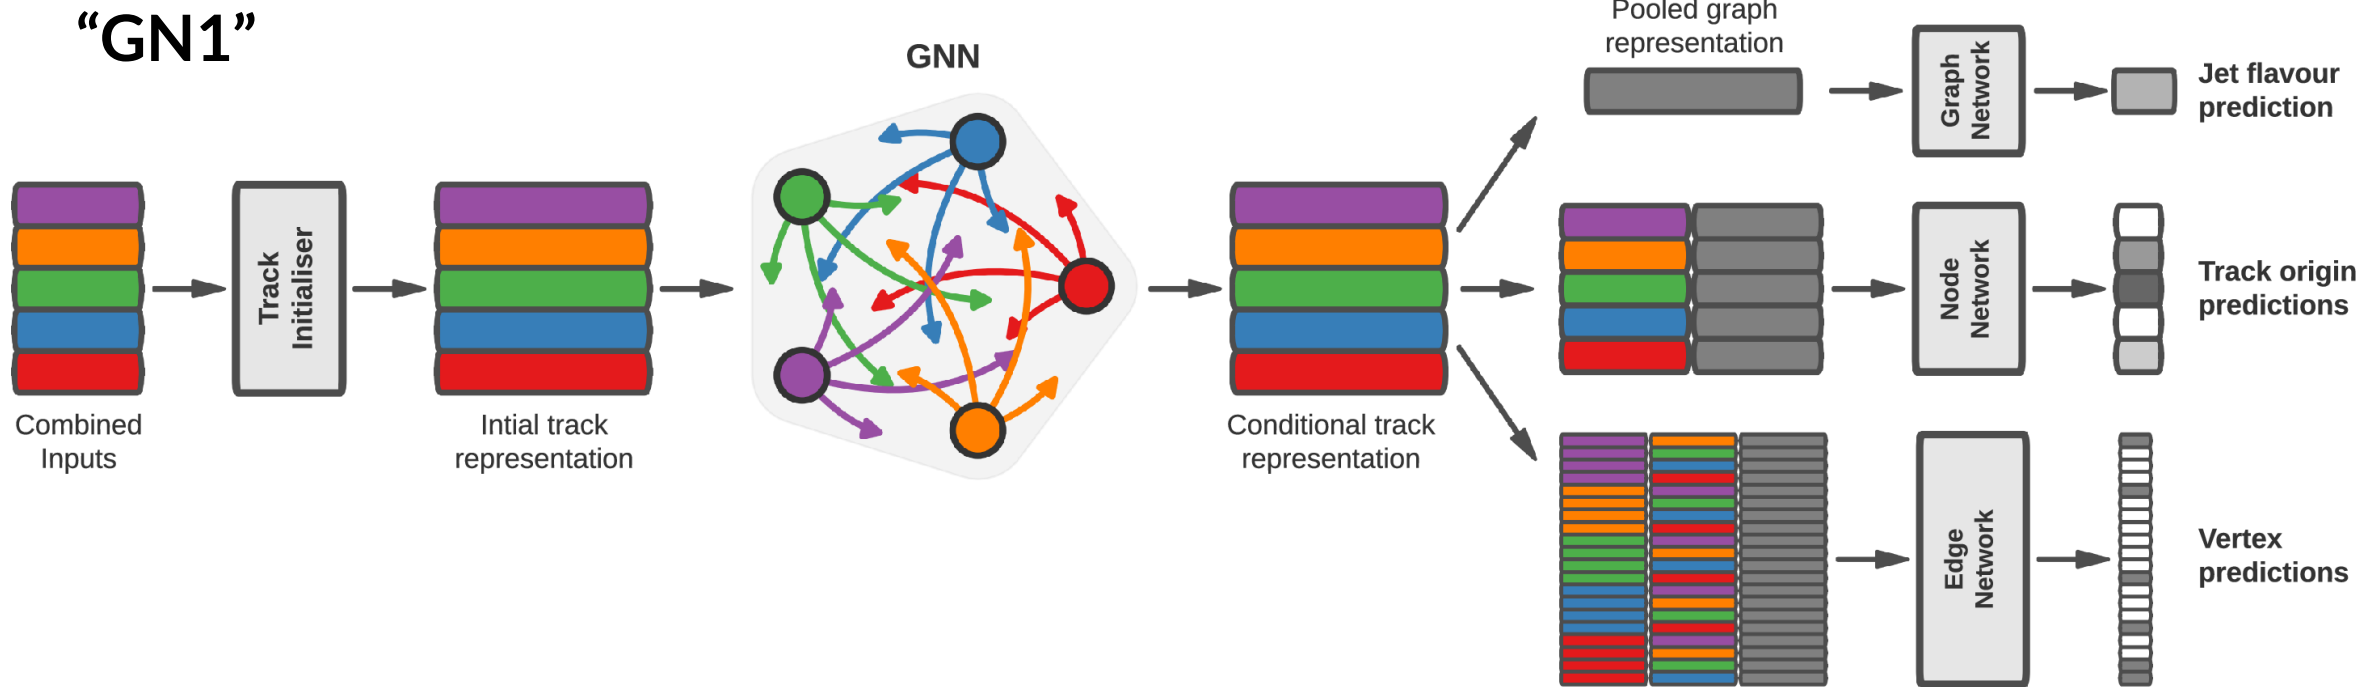 “GN1”
GNN
Pooled graph
representation
Graph
Network
Jet flavour
prediction
Track
Initialiser
Node
Network
Track origin
predictions
Combined
Inputs
Intial track
representation
Conditional track
representation
Edge
Network
Vertex
predictions